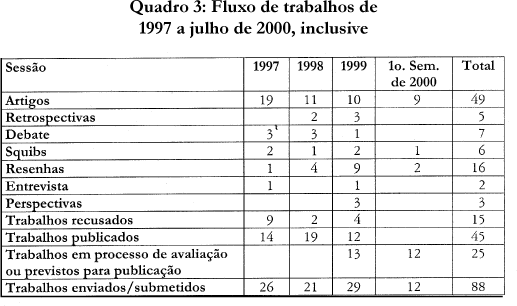 Quadro 3: Fluxo de trabalhos de
1997 a julho de 2000, inclusive
Sessão 1997 1998 1999 1o. Sem. de 2000 Total
Artigos 19 11 10 9 49
Retrospectivas 2 3 5
Debate 3 3 1 7
Squibs 2 1 2 1 6
Resenhas 1 4 9 2 16
Entrevista 1 1 2
Perspectivas 3 3
Trabalhos recusados 9 2 4 15
Trabalhos publicados 14 19 12 45
Trabalhos em processo de avaliação 13 12 25
ou previstos para publicação
Trabalhos enviados/submetidos 26 21 29 12 88